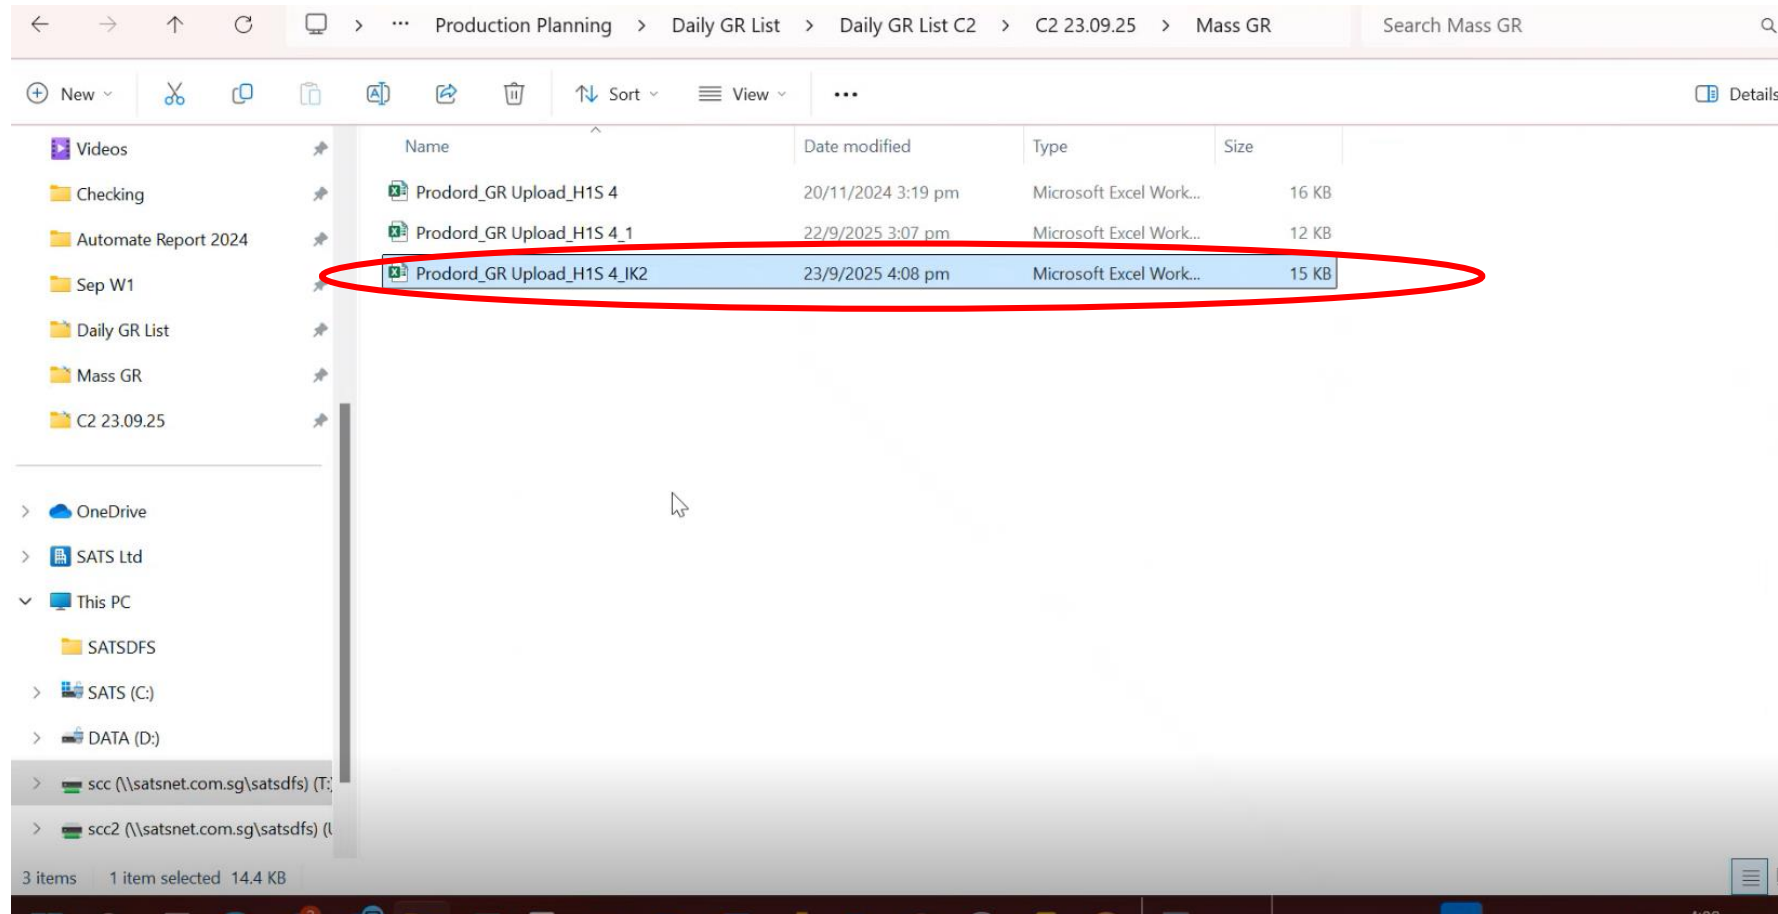 Production Planning > Daily GR List > Daily GR List C2 > C2 23.09.25 > Mass GR
Search Mass GR
New
Sort
View
Details
Name Date modified Type Size
Prodord_GR Upload_H1S 4 20/11/2024 3:19 pm Microsoft Excel Work... 16 KB
Prodord_GR Upload_H1S 4_1 22/9/2025 3:07 pm Microsoft Excel Work... 12 KB
Prodord_GR Upload_H1S 4_IK2 23/9/2025 4:08 pm Microsoft Excel Work... 15 KB
Videos
Checking
Automate Report 2024
Sep W1
Daily GR List
Mass GR
C2 23.09.25
OneDrive
SATS Ltd
This PC
SATSDFS
SATS (C:)
DATA (D:)
scc (\\satsnet.com.sg\satsdfs) (T:)
scc2 (\\satsnet.com.sg\satsdfs) (U
3 items 1 item selected 14.4 KB